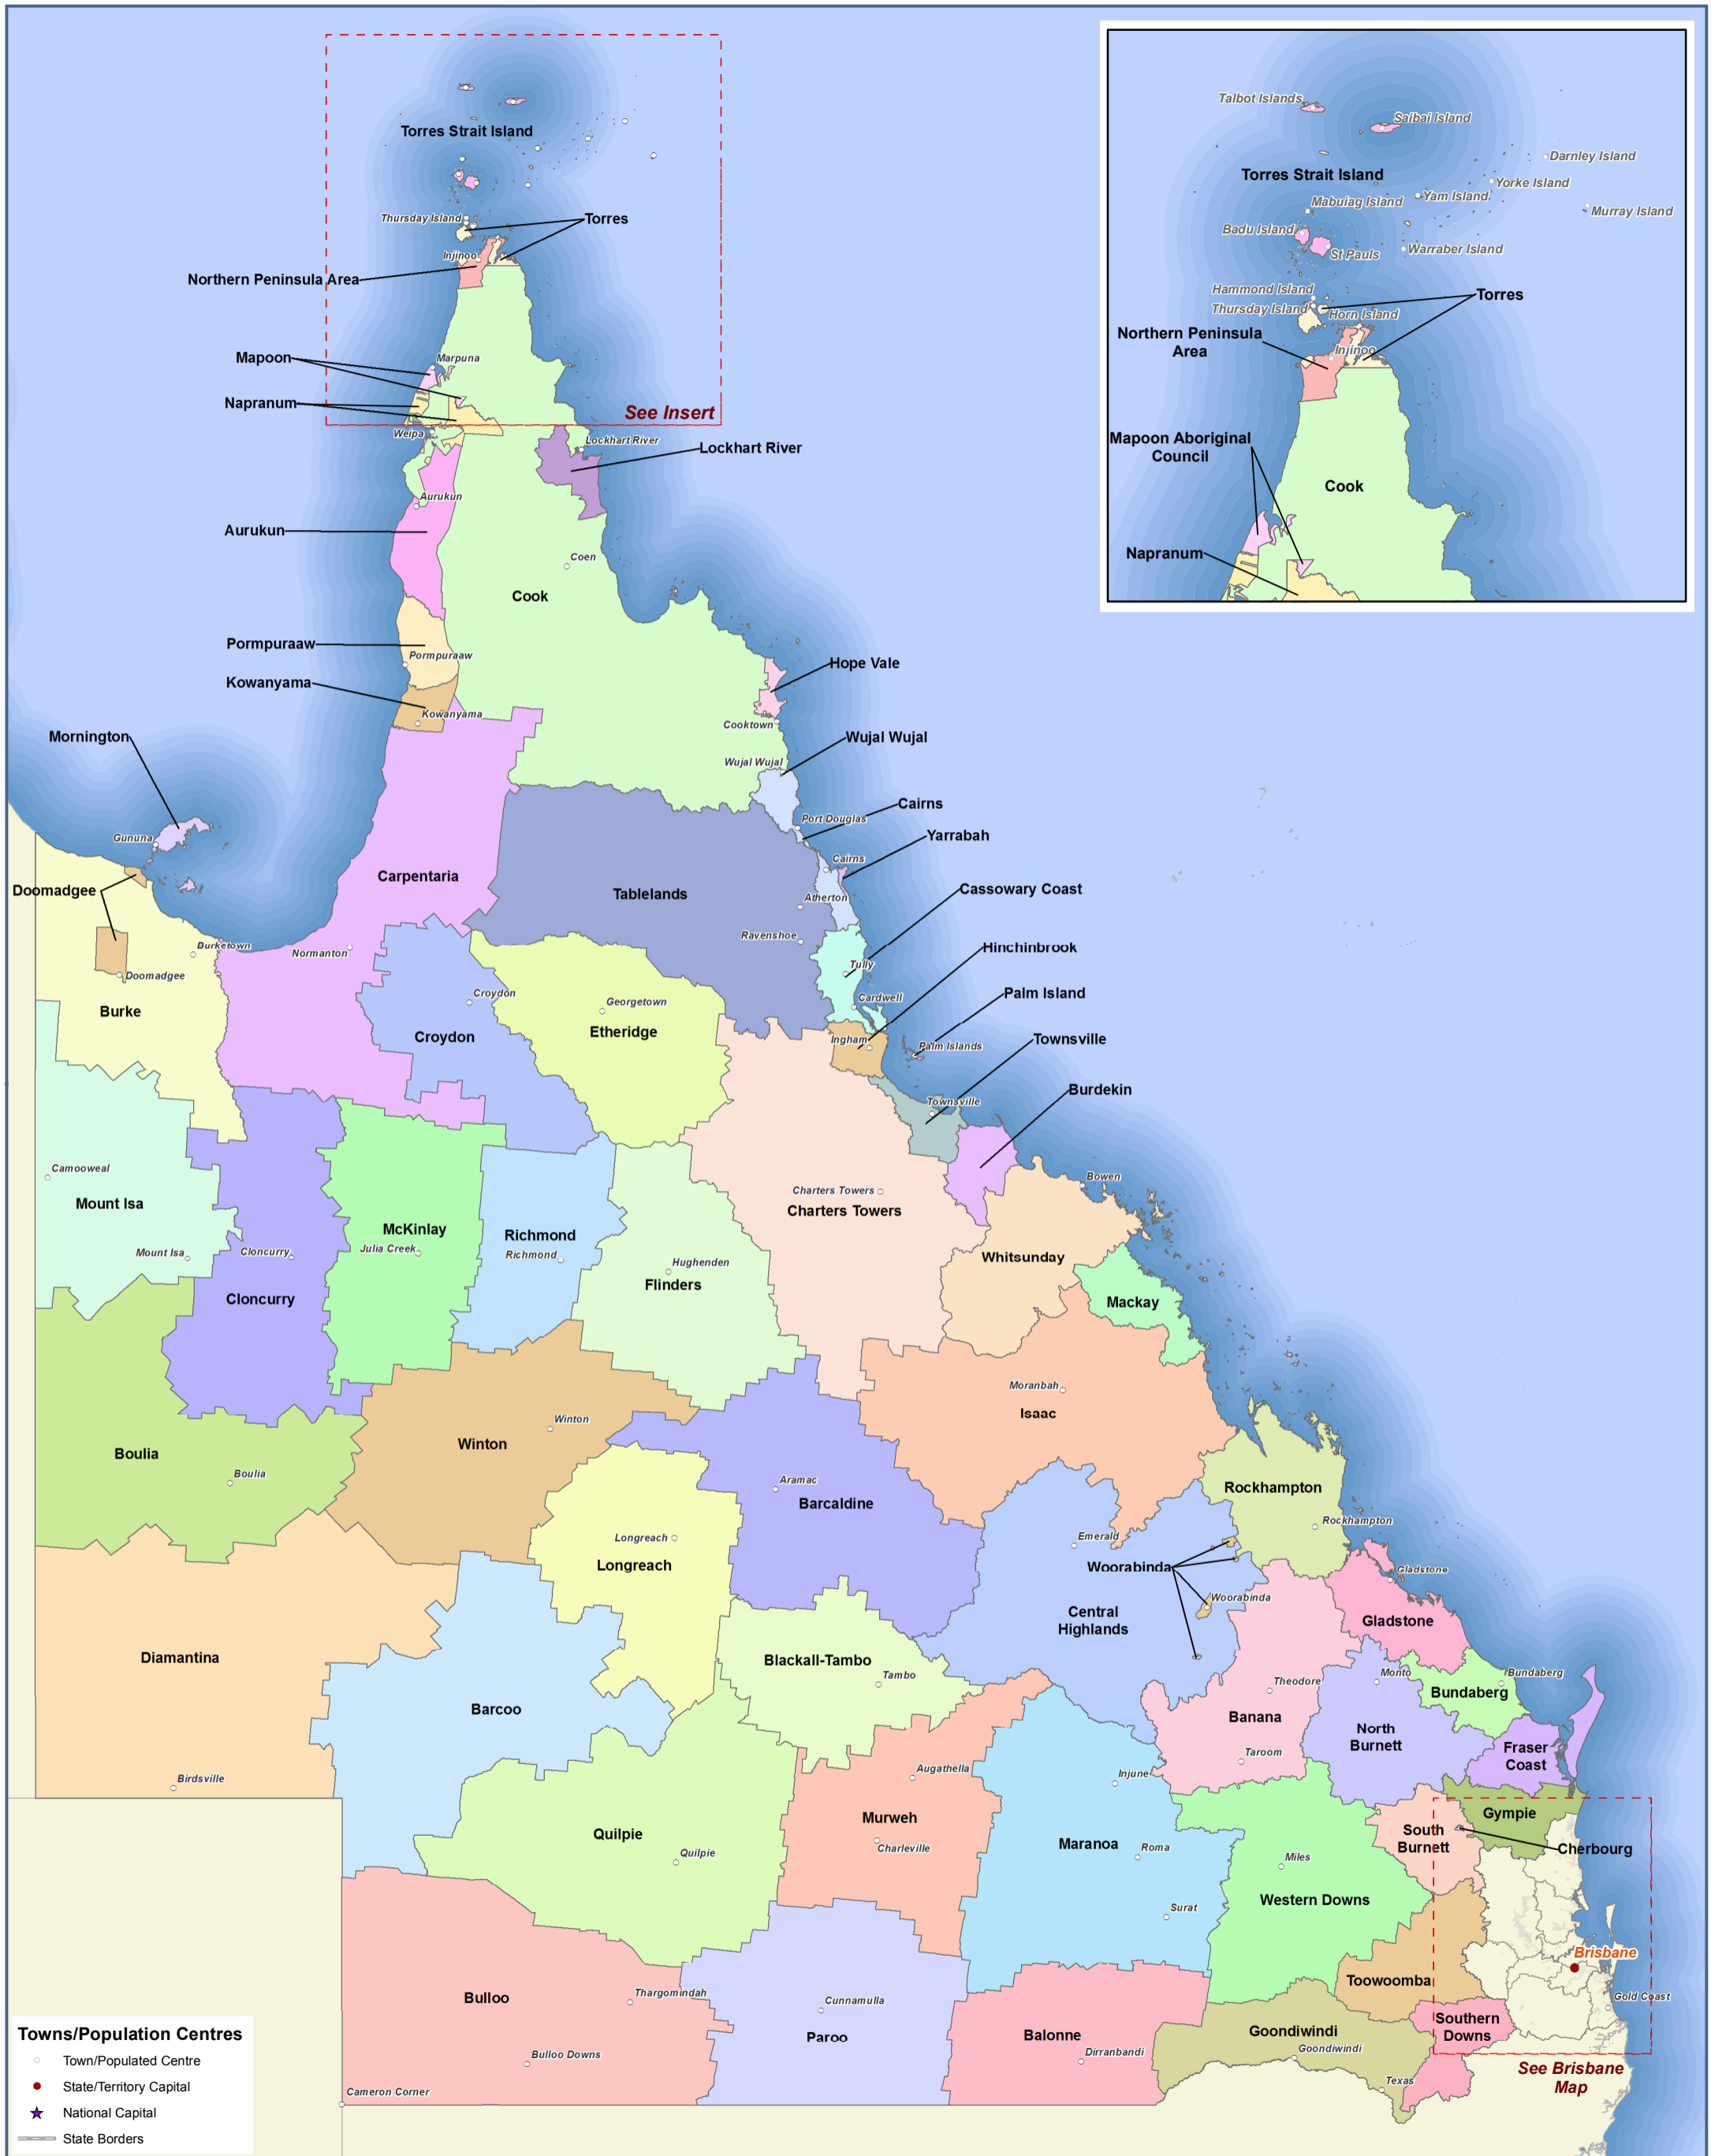 Torres Strait Island
Thursday Island
Torres
Injinoo
Northern Peninsula Area
Mapoon
Marpuna
Napranum
See Insert
Weipa
Lockhart River
Lockhart River
Aurukun
Aurukun
Coen
Cook
Pormpuraaw
Pormpuraaw
Kowanyama
Kowanyama
Hope Vale
Cooktown
Mornington
Wujal Wujal
Wujal Wujal
Cairns
Port Douglas
Gununa
Yarrabah
Cairns
Doomadgee
Carpentaria
Tablelands
Cassowary Coast
Atherton
Ravenshoe
Burketown
Normanton
Hinchinbrook
Tully
Doomadgee
Croydon
Georgetown
Cardwell
Palm Island
Burke
Croydon
Etheridge
Ingham
Palm Islands
Townsville
Burdekin
Townsville
Camooweal
Mount Isa
Charters Towers
Charters Towers
Bowen
McKinlay
Richmond
Mount Isa
Cloncurry
Julia Creek
Richmond
Whitsunday
Hughenden
Flinders
Cloncurry
Mackay
Moranbah
Isaac
Winton
Winton
Boulia
Boulia
Aramac
Barcaldine
Rockhampton
Rockhampton
Longreach
Longreach
Emerald
Woorabinda
Gladstone
Woorabinda
Central
Highlands
Gladstone
Diamantina
Blackall-Tambo
Tambo
Barcoo
Theodore
Monto
Bundaberg
Bundaberg
Banana
North
Burnett
Fraser
Coast
Taroom
Birdsville
Augathella
Injune
Murweh
Quilpie
Charleville
Quilpie
Maranoa
Roma
Miles
South
Burnett
Gympie
Cherbourg
Western Downs
Surat
Brisbane
Toowoomba
Gold Coast
Bulloo
Thargomindah
Cunnamulla
Paroo
Balonne
Dirranbandi
Bulloo Downs
Goondiwindi
Goondiwindi
Southern
Downs
Texas
See Brisbane
Map
Cameron Corner
Talbot Islands
Saibai Island
Darnley Island
Torres Strait Island
Yorke Island
Yam Island
Mabuiag Island
Murray Island
Badu Island
St Pauls
Warraber Island
Hammond Island
Thursday Island
Horn Island
Torres
Northern Peninsula
Area
Injinoo
Mapoon Aboriginal
Council
Cook
Napranum
Towns/Population Centres
Town/Populated Centre
State/Territory Capital
National Capital
State Borders